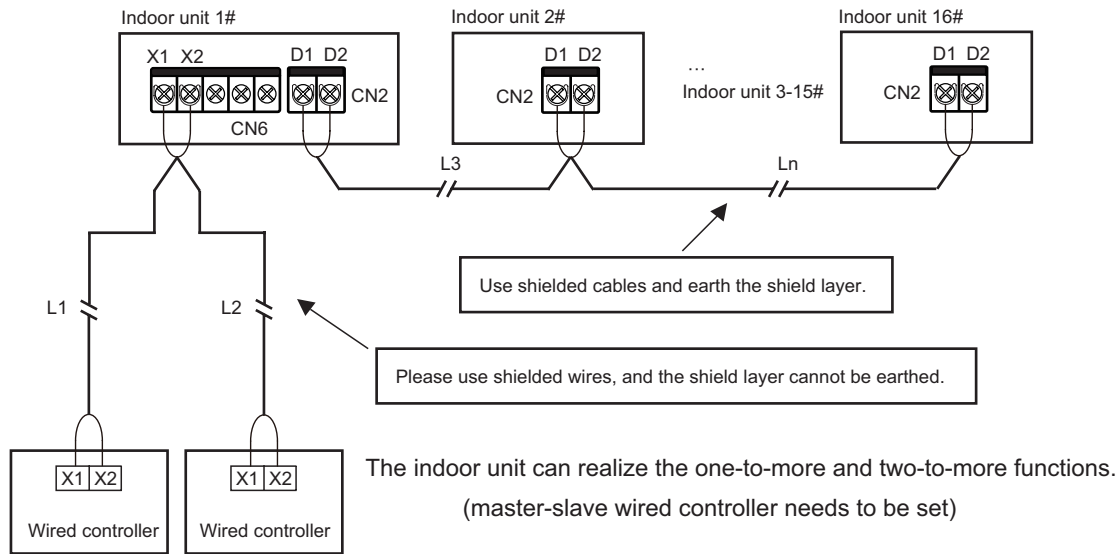 Indoor unit 1#
Indoor unit 2#
Indoor unit 16#
X1 X2
D1 D2
CN2
CN6
D1 D2
CN2
...
Indoor unit 3-15#
D1 D2
CN2
L3
Ln
Use shielded cables and earth the shield layer.
L1
L2
Please use shielded wires, and the shield layer cannot be earthed.
X1 X2
Wired controller
X1 X2
Wired controller
The indoor unit can realize the one-to-more and two-to-more functions.
(master-slave wired controller needs to be set)